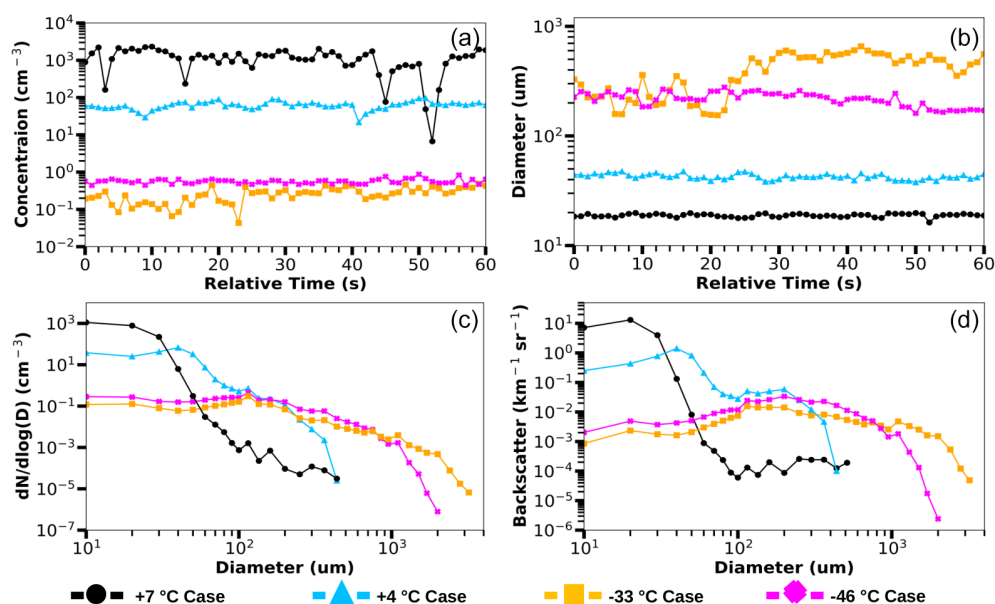 (a)
Concentraion (cm⁻³)
10⁴
10³
10²
10¹
10⁰
10⁻¹
10⁻²
0 10 20 30 40 50 60
Relative Time (s)
(b)
Diameter (um)
10³
10²
10¹
0 10 20 30 40 50 60
Relative Time (s)
(c)
dN/dlog(D) (cm⁻³)
10³
10¹
10⁻¹
10⁻³
10⁻⁵
10⁻⁷
10¹ 10² 10³
Diameter (um)
(d)
Backscatter (km⁻¹ sr⁻¹)
10¹
10⁰
10⁻¹
10⁻²
10⁻³
10⁻⁴
10⁻⁵
10⁻⁶
10¹ 10² 10³
Diameter (um)
+7 °C Case +4 °C Case -33 °C Case -46 °C Case